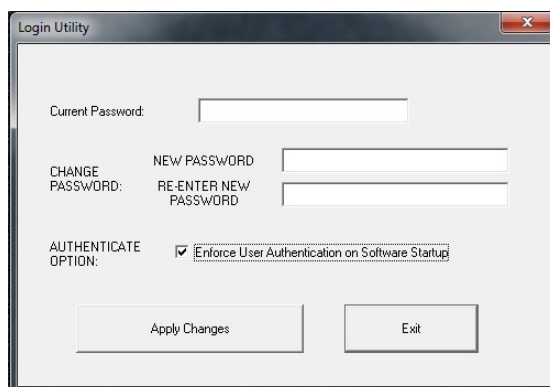 Login Utility
Current Password:
CHANGE PASSWORD:
NEW PASSWORD
RE-ENTER NEW PASSWORD
AUTHENTICATE OPTION:
Enforce User Authentication on Software Startup
Apply Changes
Exit